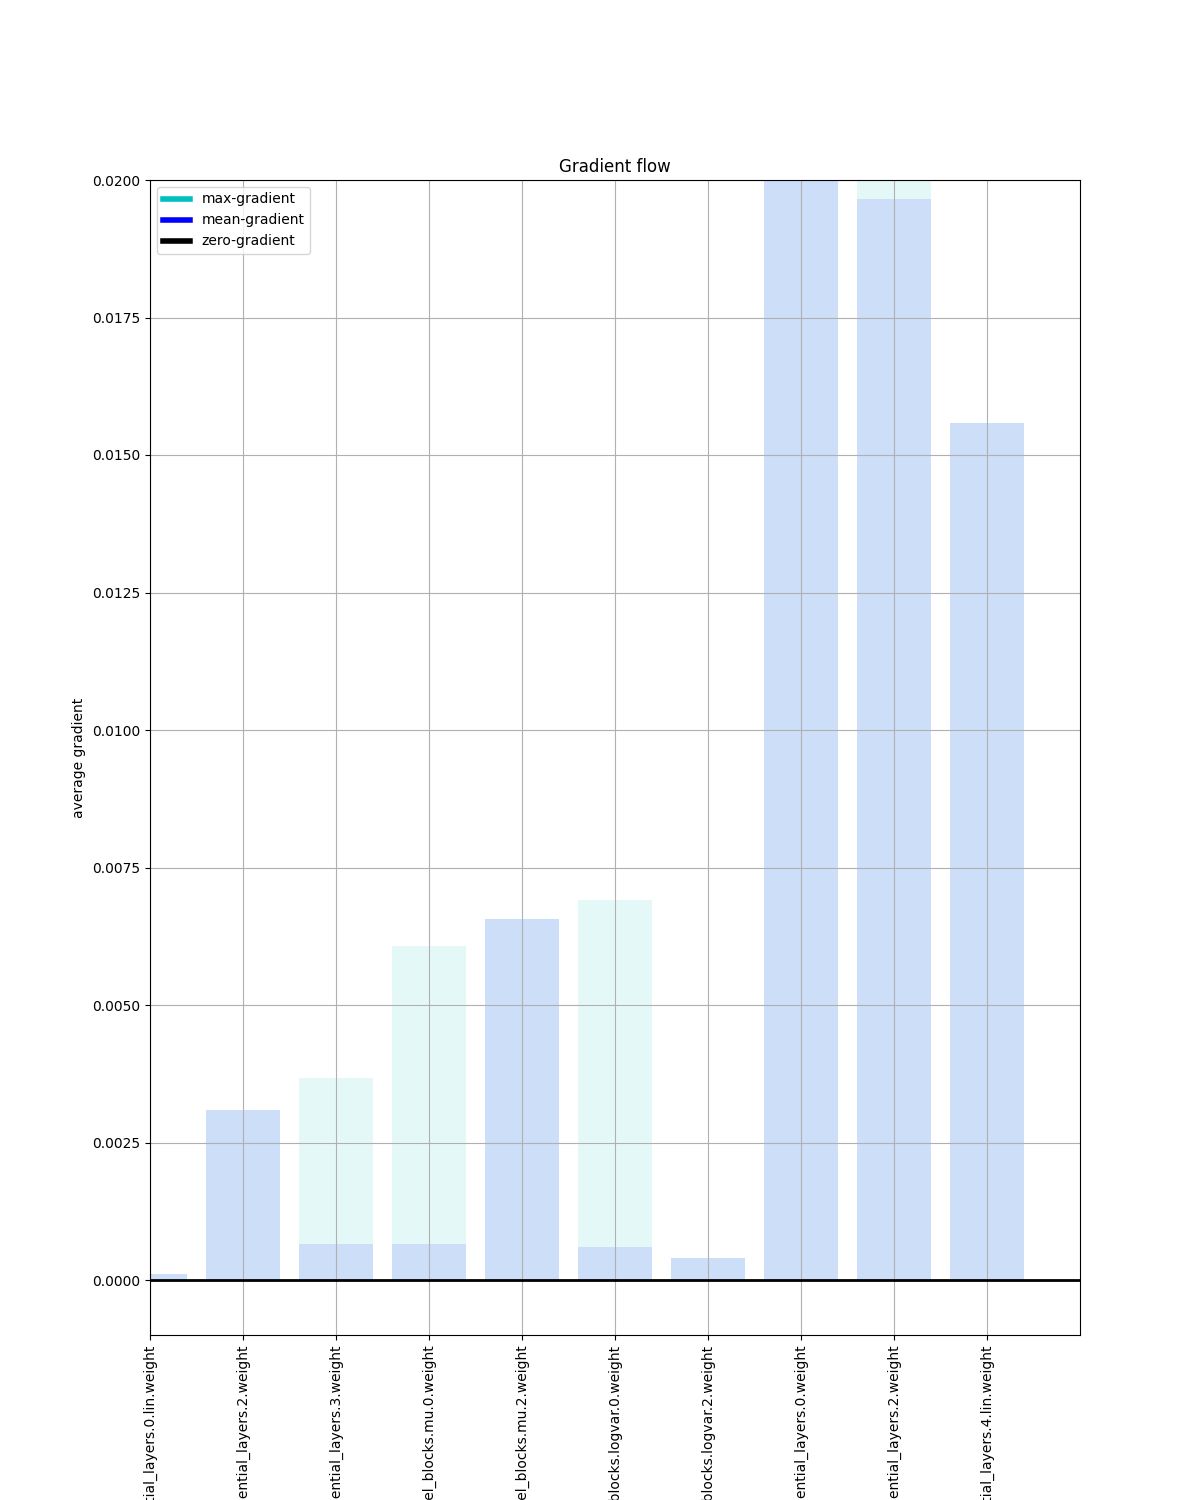 Gradient flow
max-gradient
mean-gradient
zero-gradient
0.0200
0.0175
0.0150
0.0125
0.0100
0.0075
0.0050
0.0025
0.0000
average gradient
tial_layers.0.lin.weight
ential_layers.2.weight
ential_layers.3.weight
el_blocks.mu.0.weight
el_blocks.mu.2.weight
blocks.logvar.0.weight
blocks.logvar.2.weight
ential_layers.0.weight
ential_layers.2.weight
tial_layers.4.lin.weight